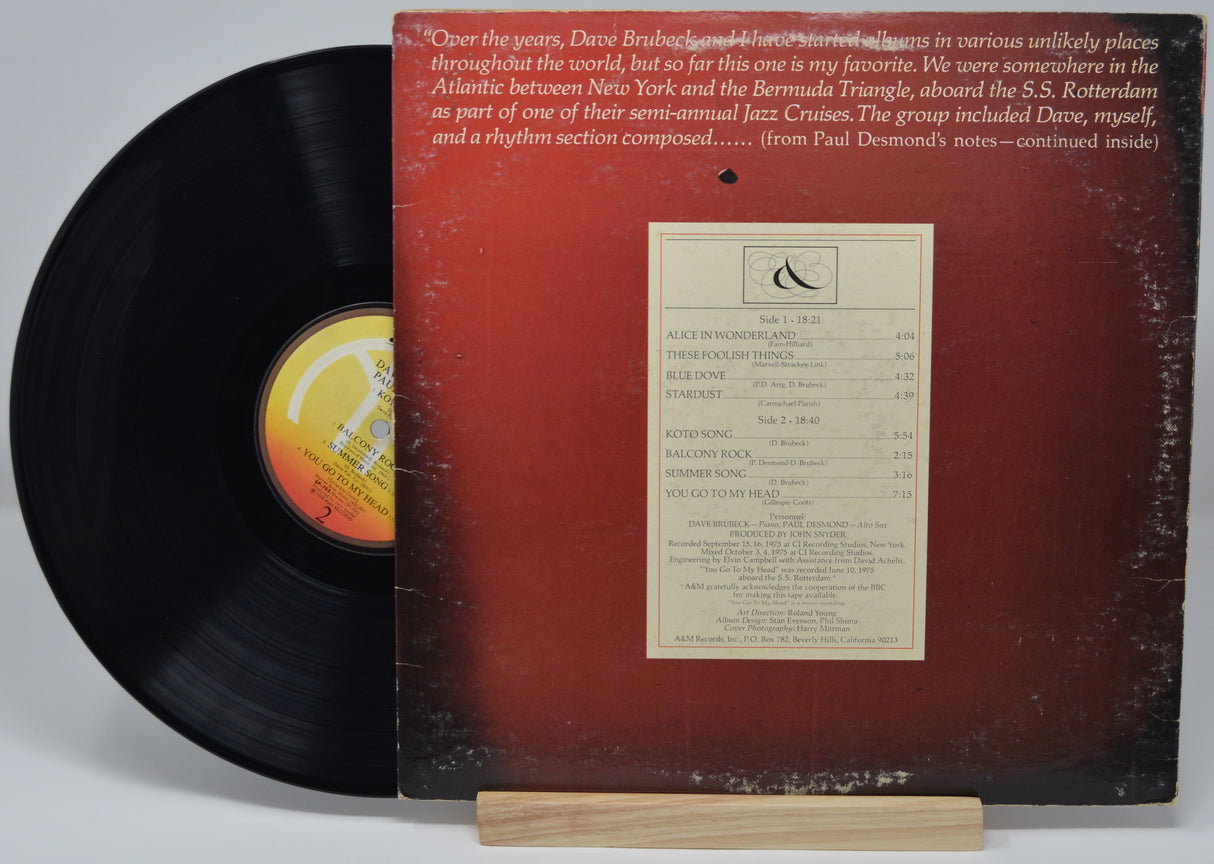 "Over the years, Dave Brubeck and I have started albums in various unlikely places
throughout the world, but so far this one is my favorite. We were somewhere in the
Atlantic between New York and the Bermuda Triangle, aboard the S.S. Rotterdam
as part of one of their semi-annual Jazz Cruises. The group included Dave, myself,
and a rhythm section composed...... (from Paul Desmond's notes—continued inside)
&
Side 1 • 18:21
ALICE IN WONDERLAND 4:04
(Fain-Hilliard)
THESE FOOLISH THINGS 5:06
(Marvell-Strackey-Link)
BLUE DOVE 4:32
(P.D. Arrg. D. Brubeck)
STARDUST 4:39
(Carmichael-Parish)
Side 2 • 18:40
KOTO SONG 5:54
(D. Brubeck)
BALCONY ROCK 2:15
(P. Desmond-D. Brubeck)
SUMMER SONG 3:16
(D. Brubeck)
YOU GO TO MY HEAD 7:15
(Gillespie-Coots)
Personnel:
DAVE BRUBECK—Piano, PAUL DESMOND—Alto Sax
PRODUCED BY JOHN SNYDER
Recorded September 15, 16, 1975 at CI Recording Studios, New York.
Mixed October 3, 4, 1975 at CI Recording Studios.
Engineering by Elvin Campbell with Assistance from David Achelis.
"You Go To My Head" was recorded June 10, 1975
aboard the S.S. Rotterdam.*
*A&M gratefully acknowledges the cooperation of the BBC
for making this tape available.
"You Go To My Head" is a mono recording.
Art Direction: Roland Young
Album Design: Stan Evenson, Phil Shima
Cover Photography: Harry Mittman
A&M Records, Inc., P.O. Box 782, Beverly Hills, California 90213
BALCONY ROC
SUMMER SONG
YOU GO TO MY HEAD
2